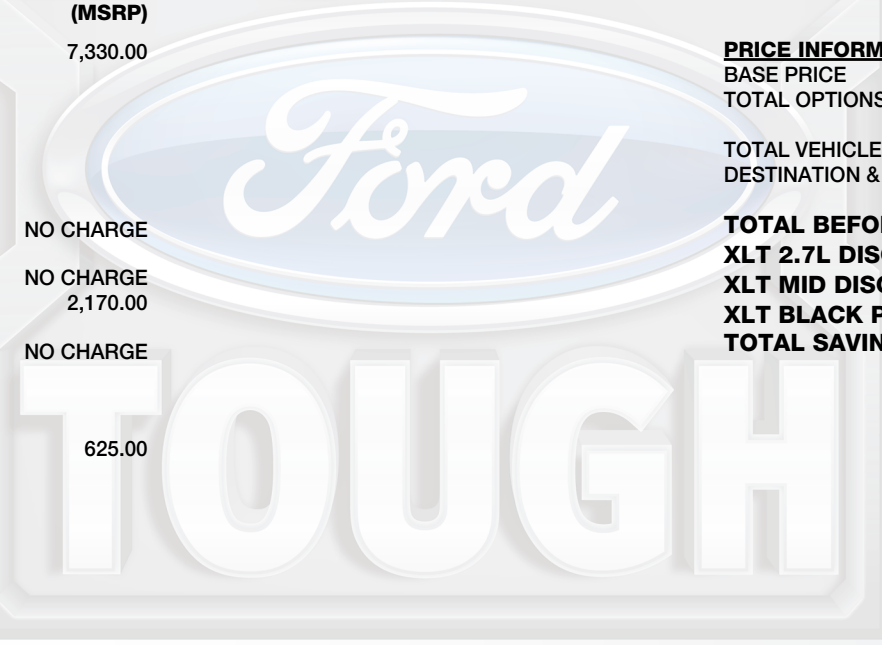 (MSRP)
7,330.00
NO CHARGE
NO CHARGE
2,170.00
NO CHARGE
625.00
PRICE INFORM
BASE PRICE
TOTAL OPTIONS
TOTAL VEHICLE
DESTINATION &
TOTAL BEFO
XLT 2.7L DISC
XLT MID DISC
XLT BLACK P
TOTAL SAVIN
Ford
TOUGH